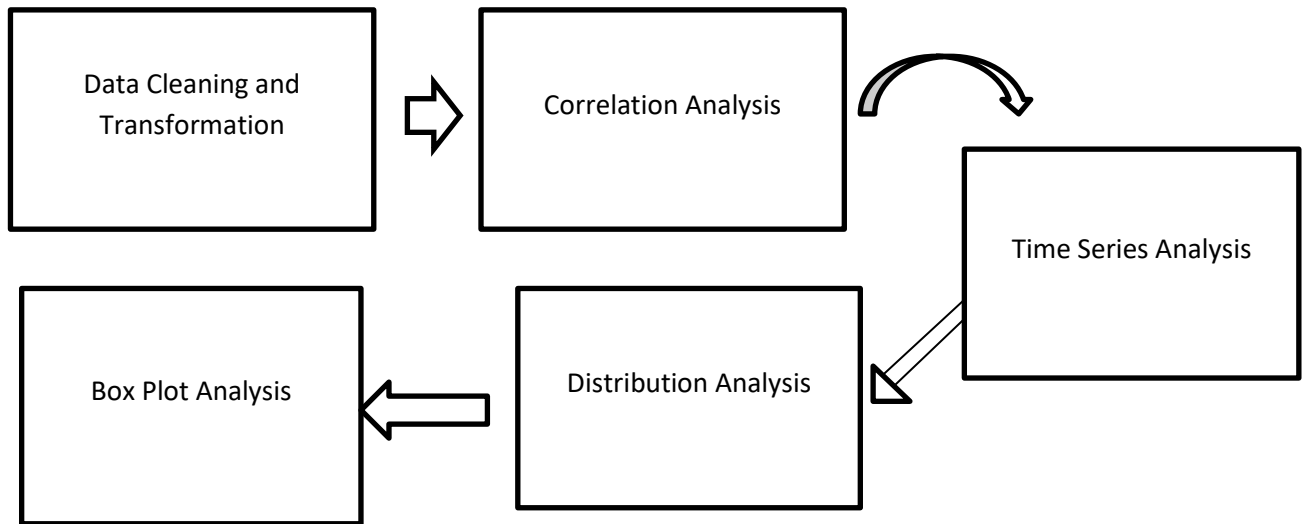 Data Cleaning and
Transformation
Correlation Analysis
Time Series Analysis
Distribution Analysis
Box Plot Analysis